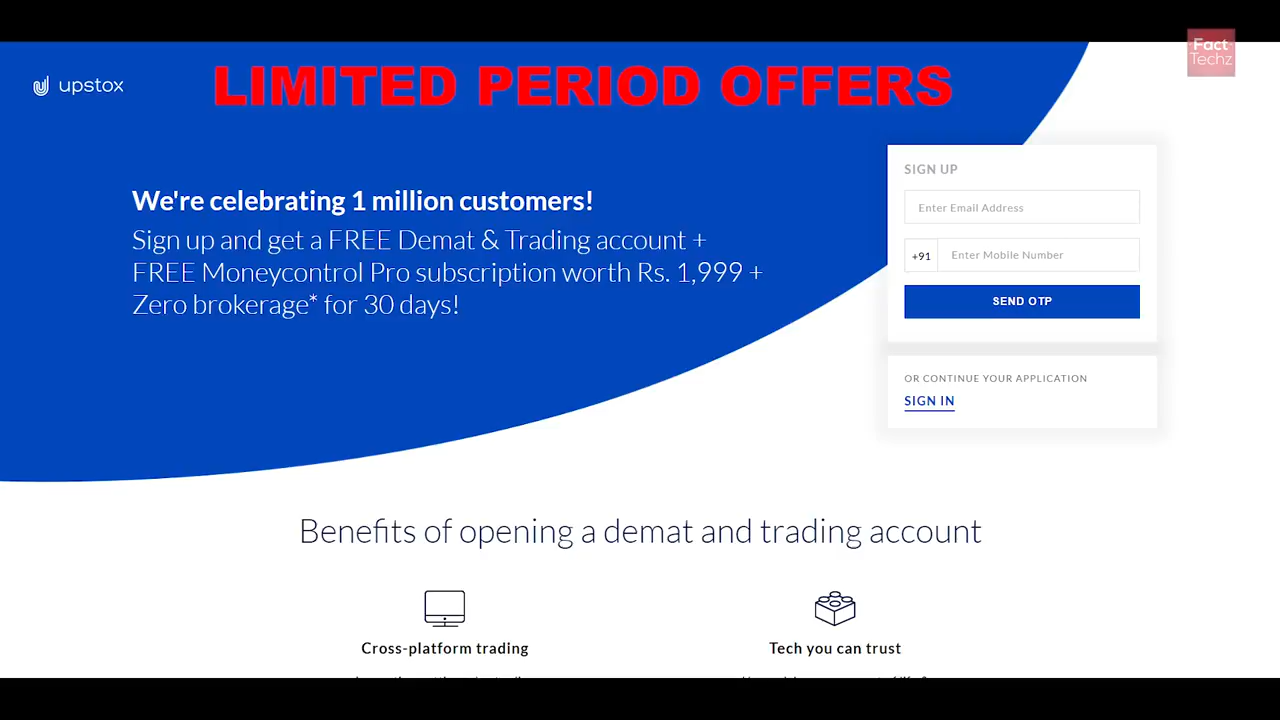 Fact
Techz
upstox
LIMITED PERIOD OFFERS
We're celebrating 1 million customers!
Sign up and get a FREE Demat & Trading account +
FREE Moneycontrol Pro subscription worth Rs. 1,999 +
Zero brokerage* for 30 days!
SIGN UP
Enter Email Address
+91
Enter Mobile Number
SEND OTP
OR CONTINUE YOUR APPLICATION
SIGN IN
Benefits of opening a demat and trading account
Cross-platform trading
Tech you can trust